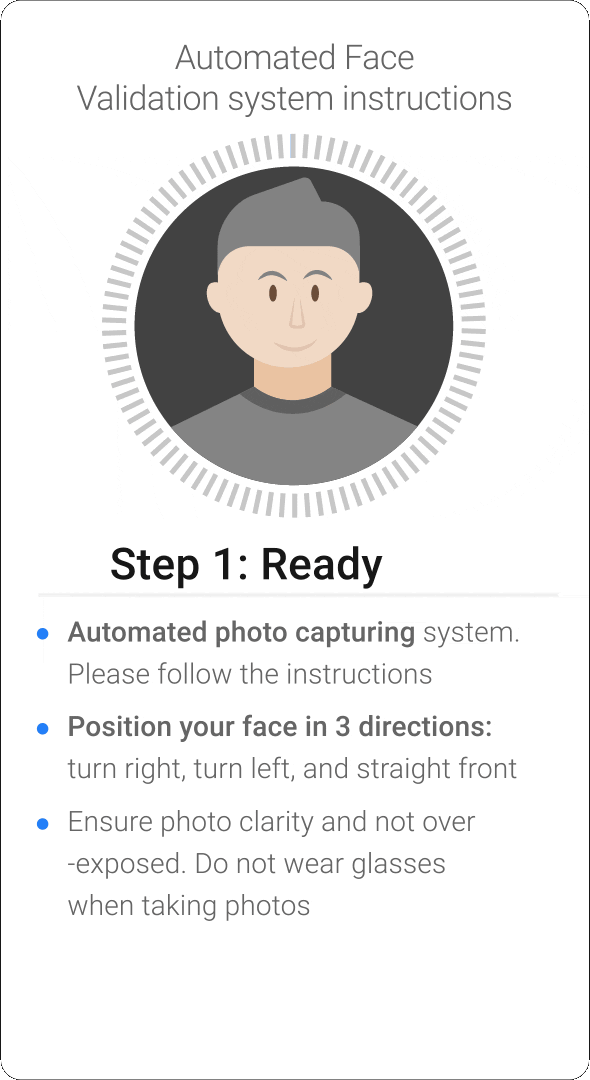 Automated Face
Validation system instructions
Step 1: Ready
Automated photo capturing system.
Please follow the instructions
Position your face in 3 directions:
turn right, turn left, and straight front
Ensure photo clarity and not over
-exposed. Do not wear glasses
when taking photos